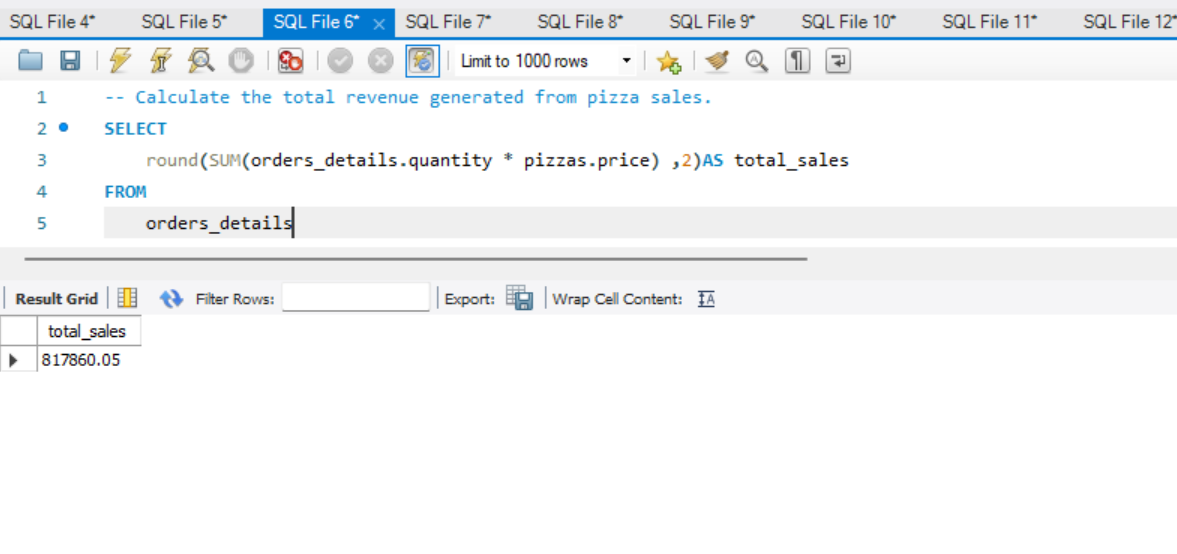 SQL File 4* SQL File 5* SQL File 6* × SQL File 7* SQL File 8* SQL File 9* SQL File 10* SQL File 11* SQL File 12*
Limit to 1000 rows
1 -- Calculate the total revenue generated from pizza sales.
2 SELECT
3 round(SUM(orders_details.quantity * pizzas.price) ,2)AS total_sales
4 FROM
5 orders_details
Result Grid Filter Rows: Export: Wrap Cell Content: IA
total_sales
817860.05